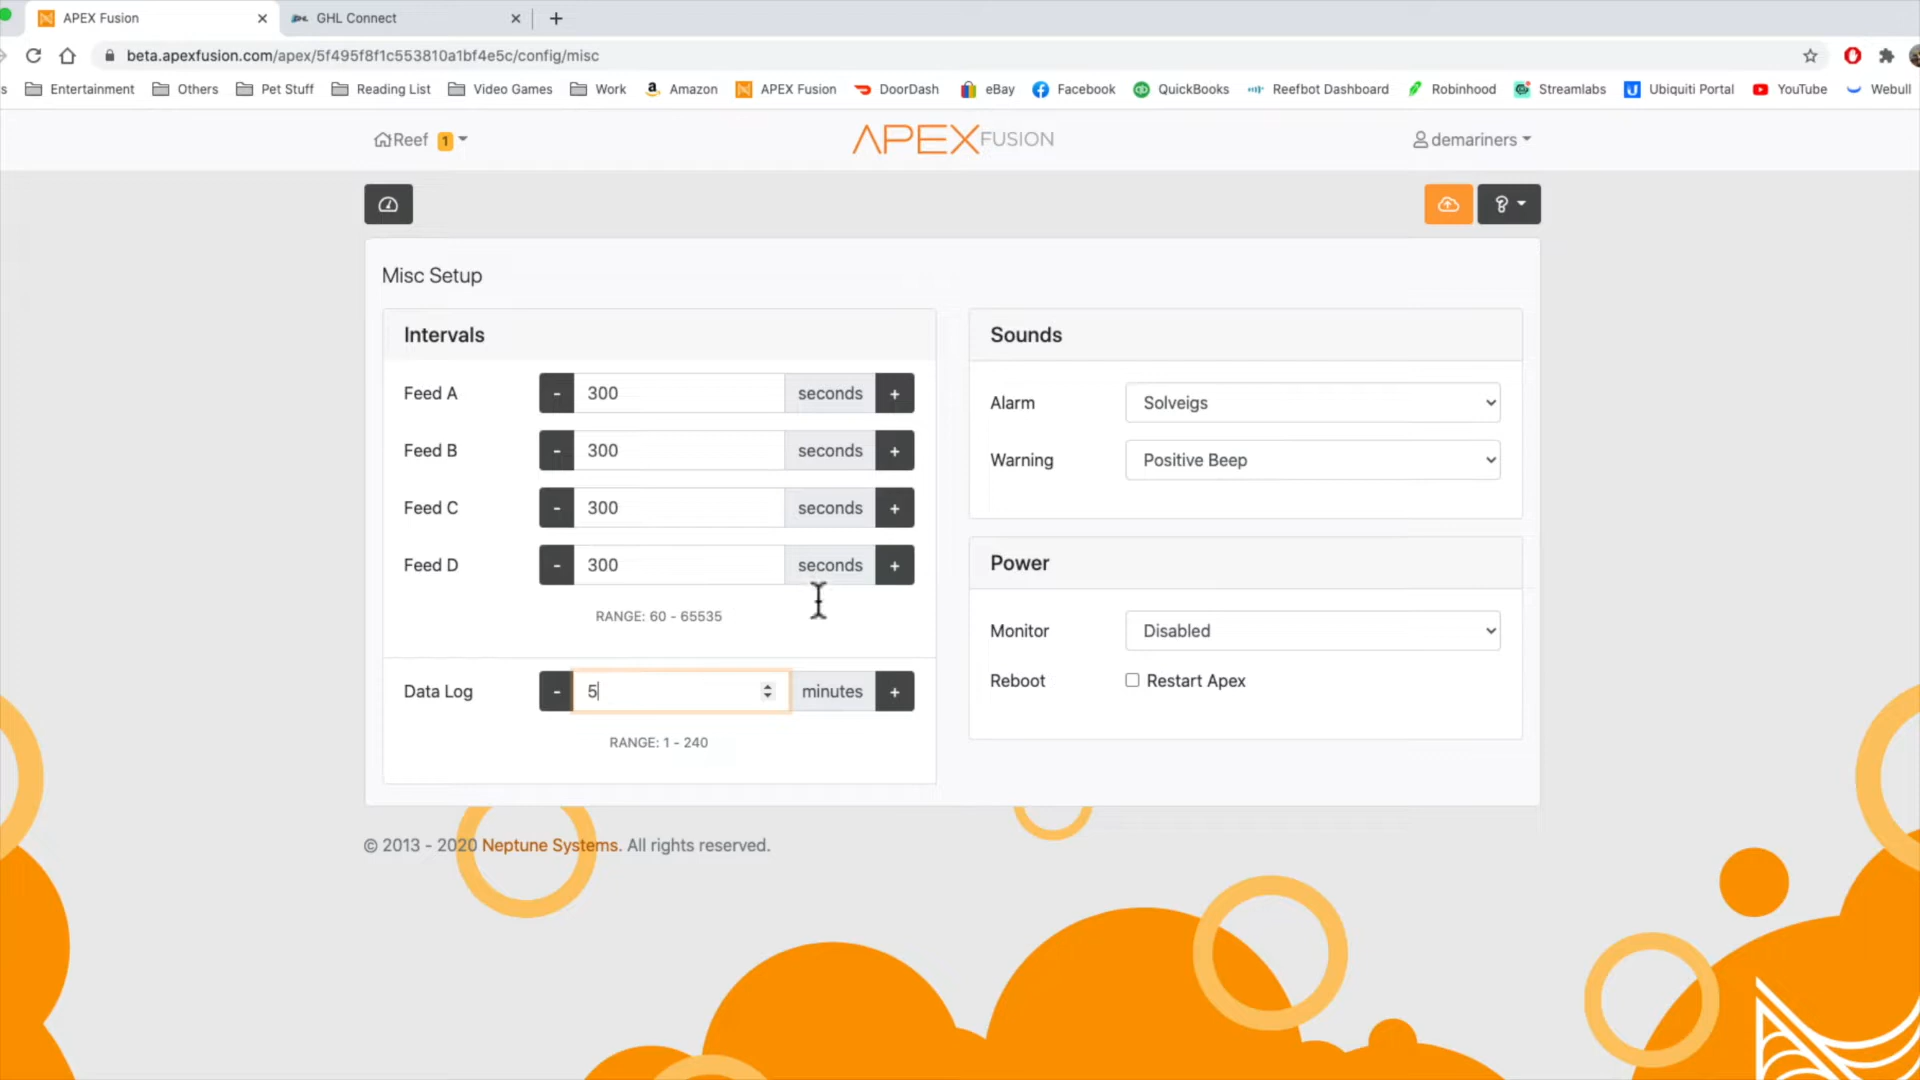 APEX Fusion
GHL Connect
beta.apexfusion.com/apex/5f495f8f1c553810a1bf4e5c/config/misc
s Entertainment Others Pet Stuff Reading List Video Games Work Amazon APEX Fusion DoorDash eBay Facebook QuickBooks Reefbot Dashboard Robinhood Streamlabs Ubiquiti Portal YouTube Webull
Reef 1
APEX FUSION
demariners
Misc Setup
Intervals
Feed A - 300 seconds +
Feed B - 300 seconds +
Feed C - 300 seconds +
Feed D - 300 seconds +
RANGE: 60 - 65535
Data Log - 5 minutes +
RANGE: 1 - 240
Sounds
Alarm Solveigs
Warning Positive Beep
Power
Monitor Disabled
Reboot Restart Apex
© 2013 - 2020 Neptune Systems. All rights reserved.